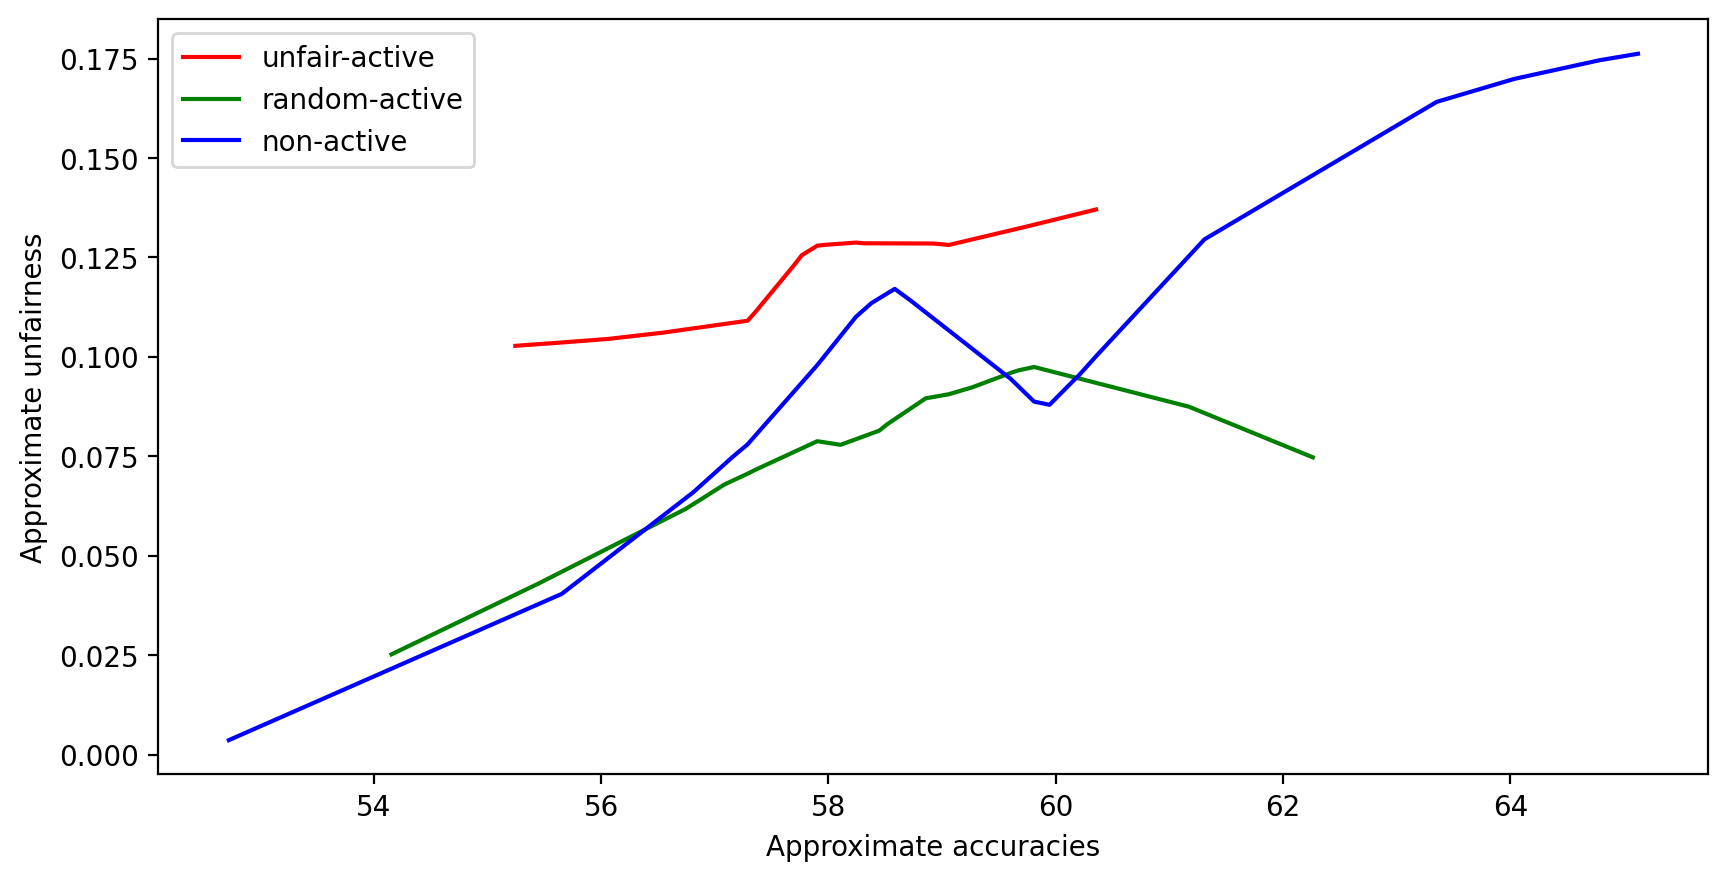 unfair-active
random-active
non-active
0.175
0.150
0.125
0.100
0.075
0.050
0.025
0.000
Approximate unfairness
54 56 58 60 62 64
Approximate accuracies